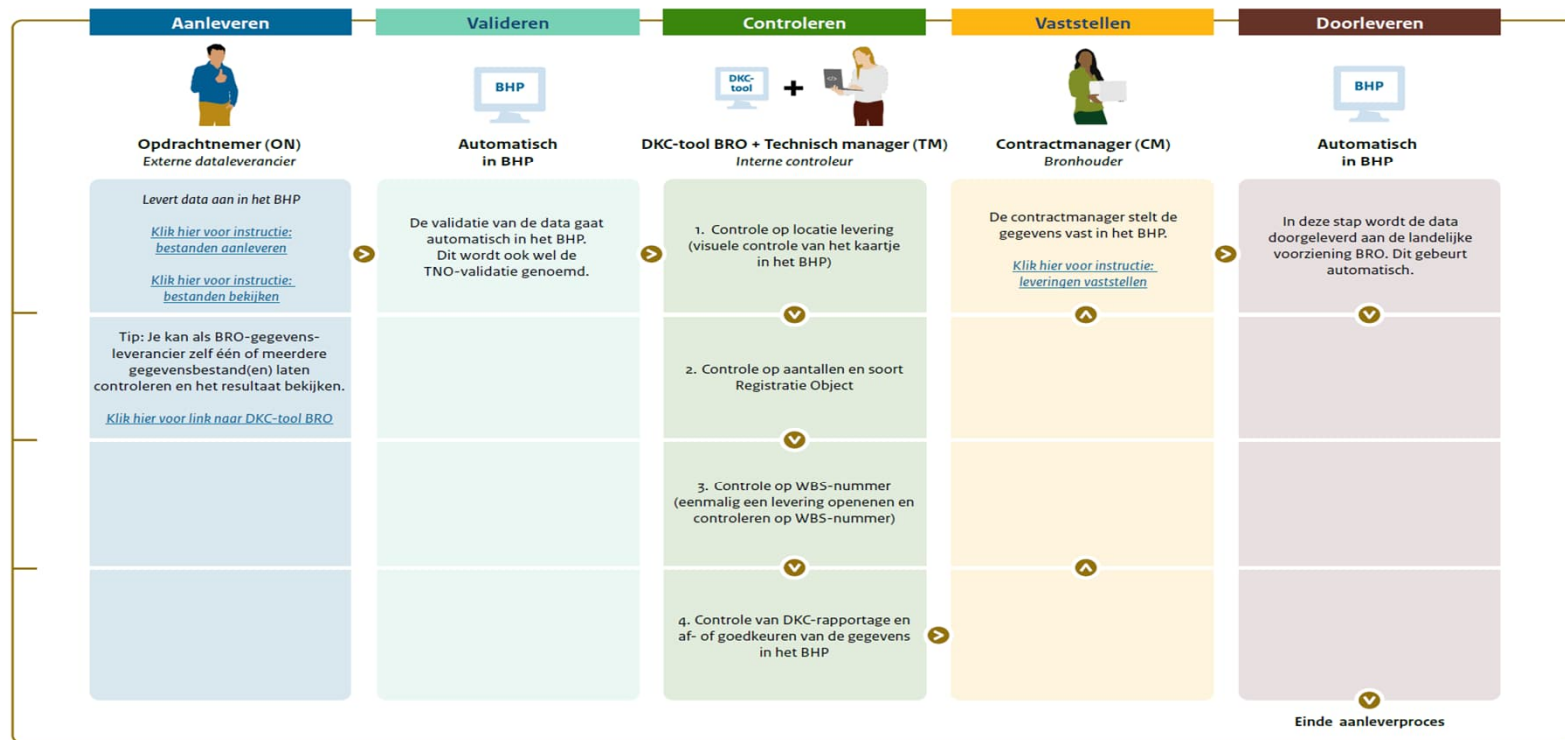 Aanleveren
Valideren
Controleren
Vaststellen
Doorleveren
BHP
DKC-
tool
+
</>
BHP
Opdrachtnemer (ON)
Externe dataleverancier
Automatisch
in BHP
DKC-tool BRO + Technisch manager (TM)
Interne controleur
Contractmanager (CM)
Bronhouder
Automatisch
in BHP
Levert data aan in het BHP
Klik hier voor instructie:
bestanden aanleveren
Klik hier voor instructie:
bestanden bekijken
Tip: Je kan als BRO-gegevens-
leverancier zelf één of meerdere
gegevensbestand(en) laten
controleren en het resultaat bekijken.
Klik hier voor link naar DKC-tool BRO
De validatie van de data gaat
automatisch in het BHP.
Dit wordt ook wel de
TNO-validatie genoemd.
1. Controle op locatie levering
(visuele controle van het kaartje
in het BHP)
2. Controle op aantallen en soort
Registratie Object
3. Controle op WBS-nummer
(eenmalig een levering openenen en
controleren op WBS-nummer)
4. Controle van DKC-rapportage en
af- of goedkeuren van de gegevens
in het BHP
De contractmanager stelt de
gegevens vast in het BHP.
Klik hier voor instructie:
leveringen vaststellen
In deze stap wordt de data
doorgeleverd aan de landelijke
voorziening BRO. Dit gebeurt
automatisch.
Einde aanleverproces